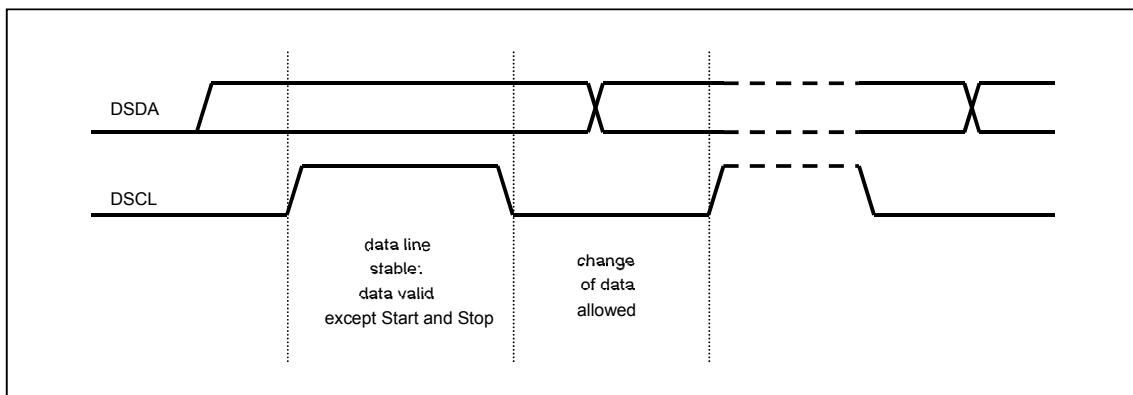 DSDA
DSCL
data line
stable:
data valid
except Start and Stop
change
of data
allowed